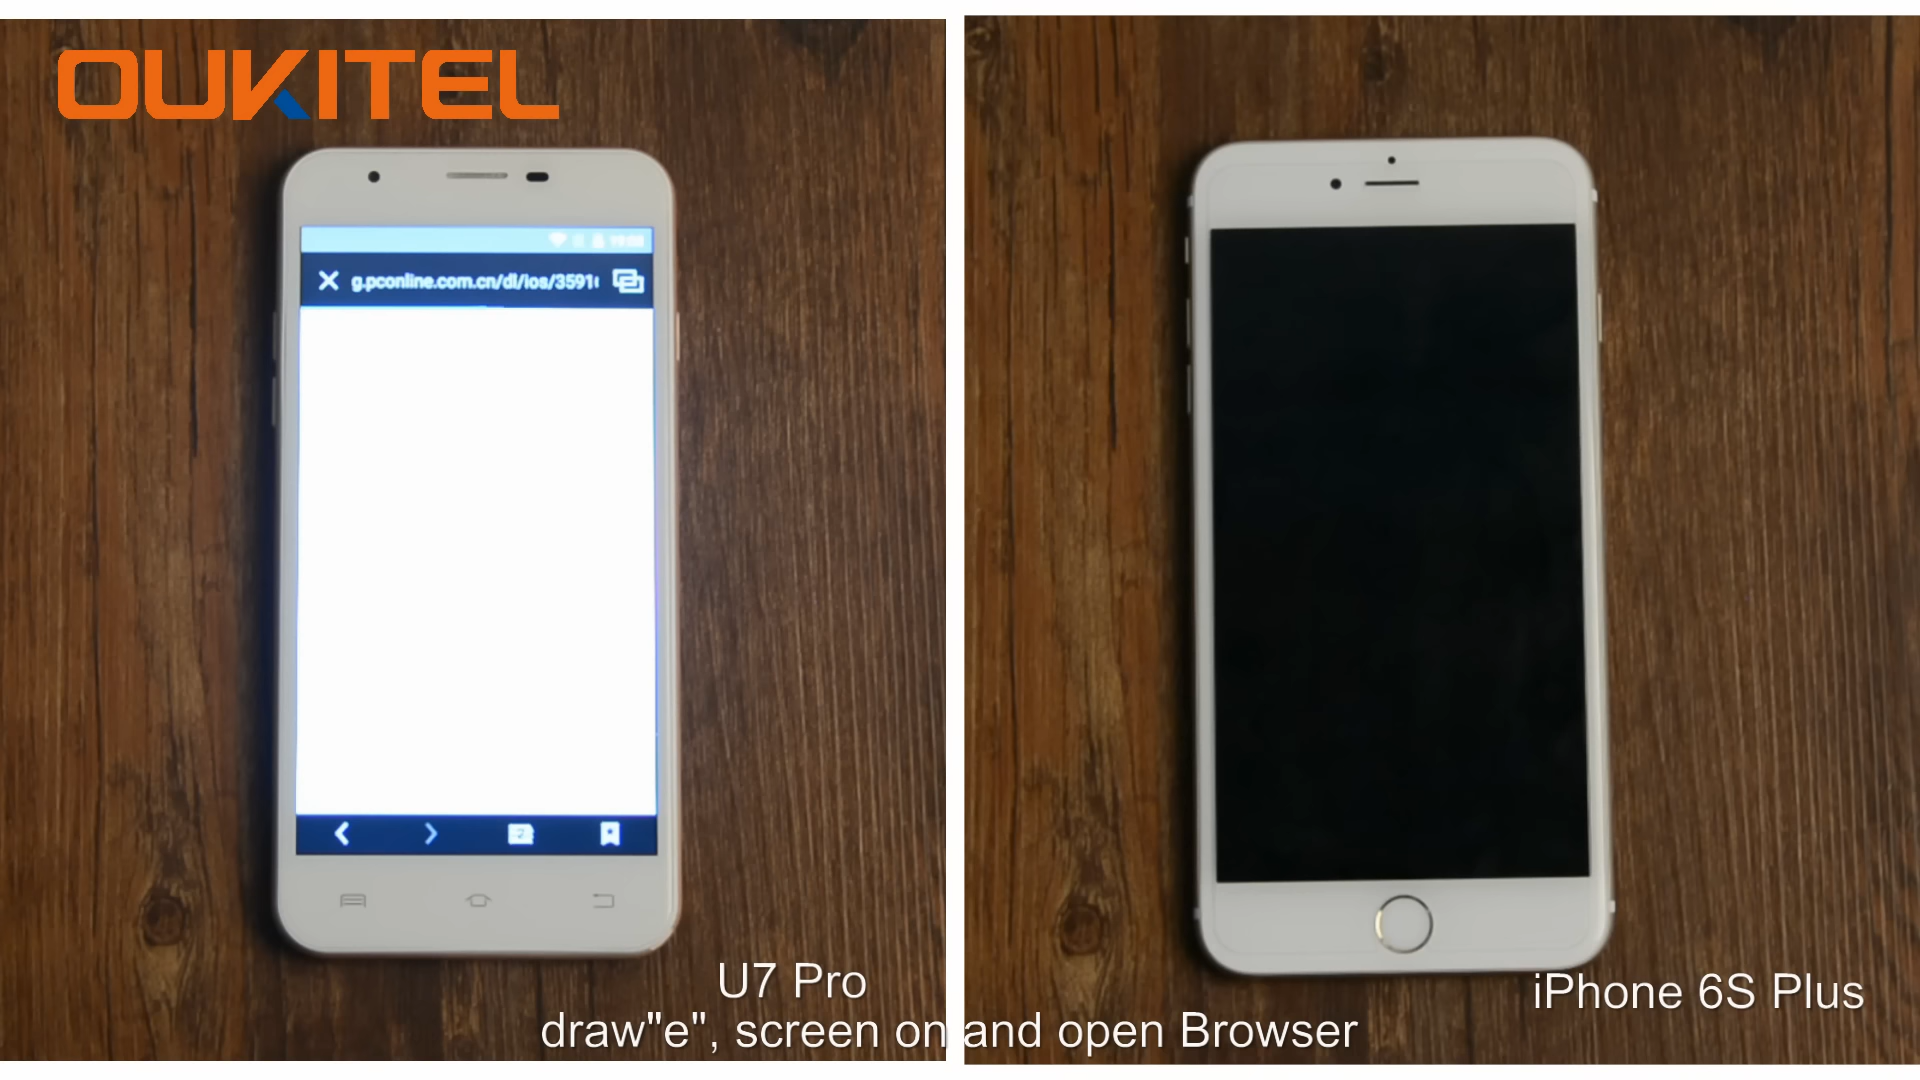 OUKITEL
g.pconline.com.cn/dl/ios/3591
U7 Pro
iPhone 6S Plus
draw"e", screen on and open Browser